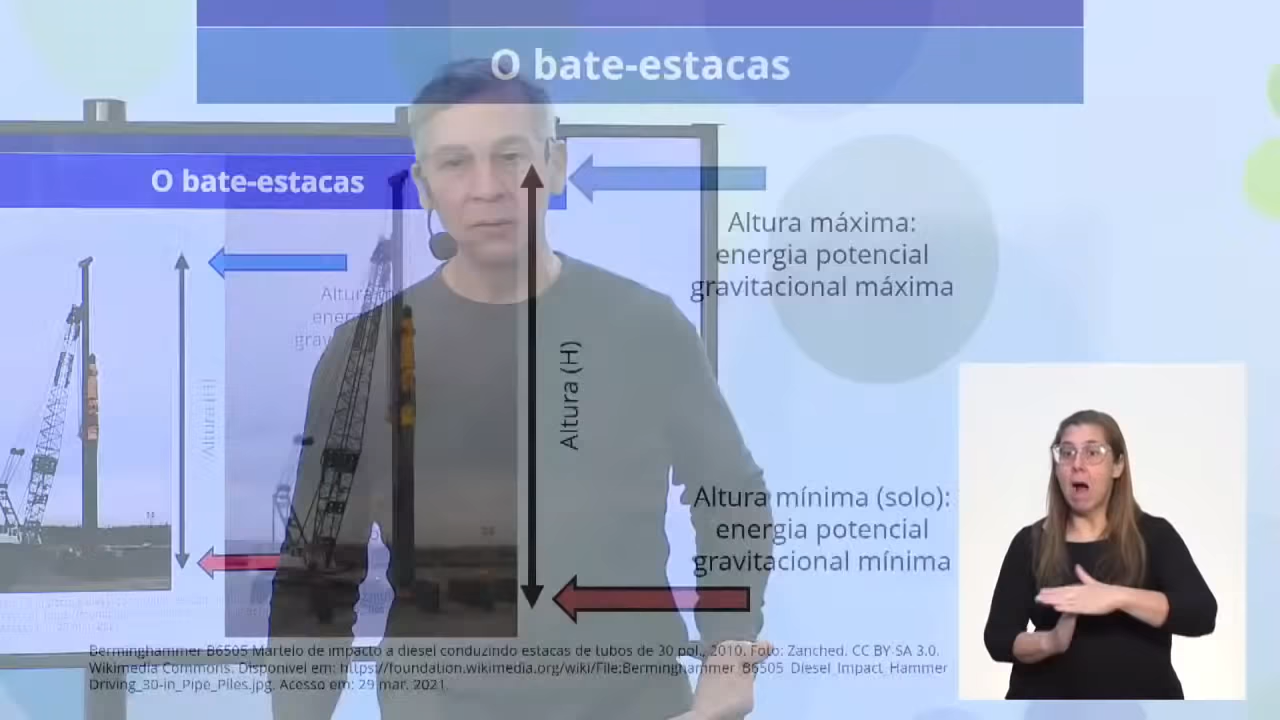 O bate-estacas
O bate-estacas
Altura máxima:
energia potencial
gravitacional máxima
Altura (H)
Altura (H)
Altura mínima (solo):
energia potencial
gravitacional mínima
Berminghammer B6505 Martelo de impacto a diesel conduzindo estacas de tubos de 30 pol., 2010. Foto: Zanched. CC BY-SA 3.0.
Wikimedia Commons. Disponível em: https://foundation.wikimedia.org/wiki/File:Berminghammer_B6505_Diesel_Impact_Hammer
Driving_30-in_Pipe_Piles.jpg. Acesso em: 29 mar. 2021.